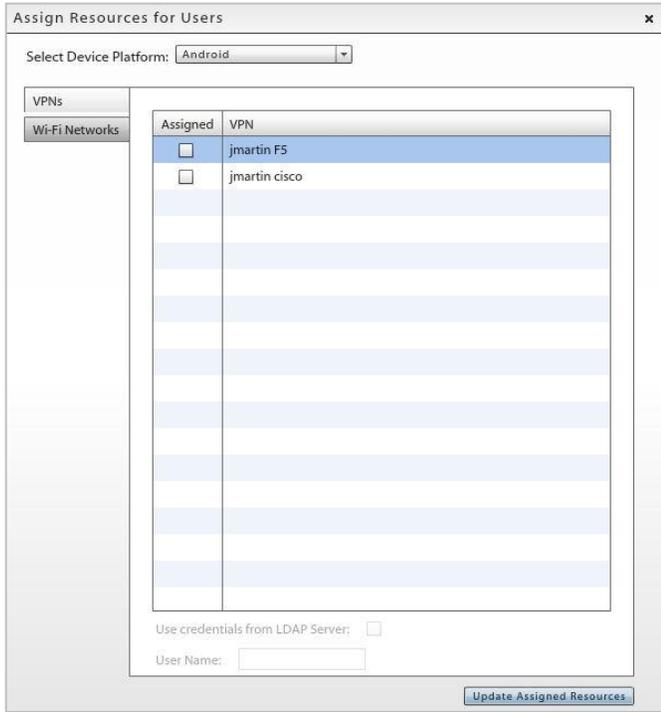 Assign Resources for Users
Select Device Platform: Android
VPNs
Wi-Fi Networks
Assigned VPN
jmartin F5
jmartin cisco
Use credentials from LDAP Server:
User Name:
Update Assigned Resources